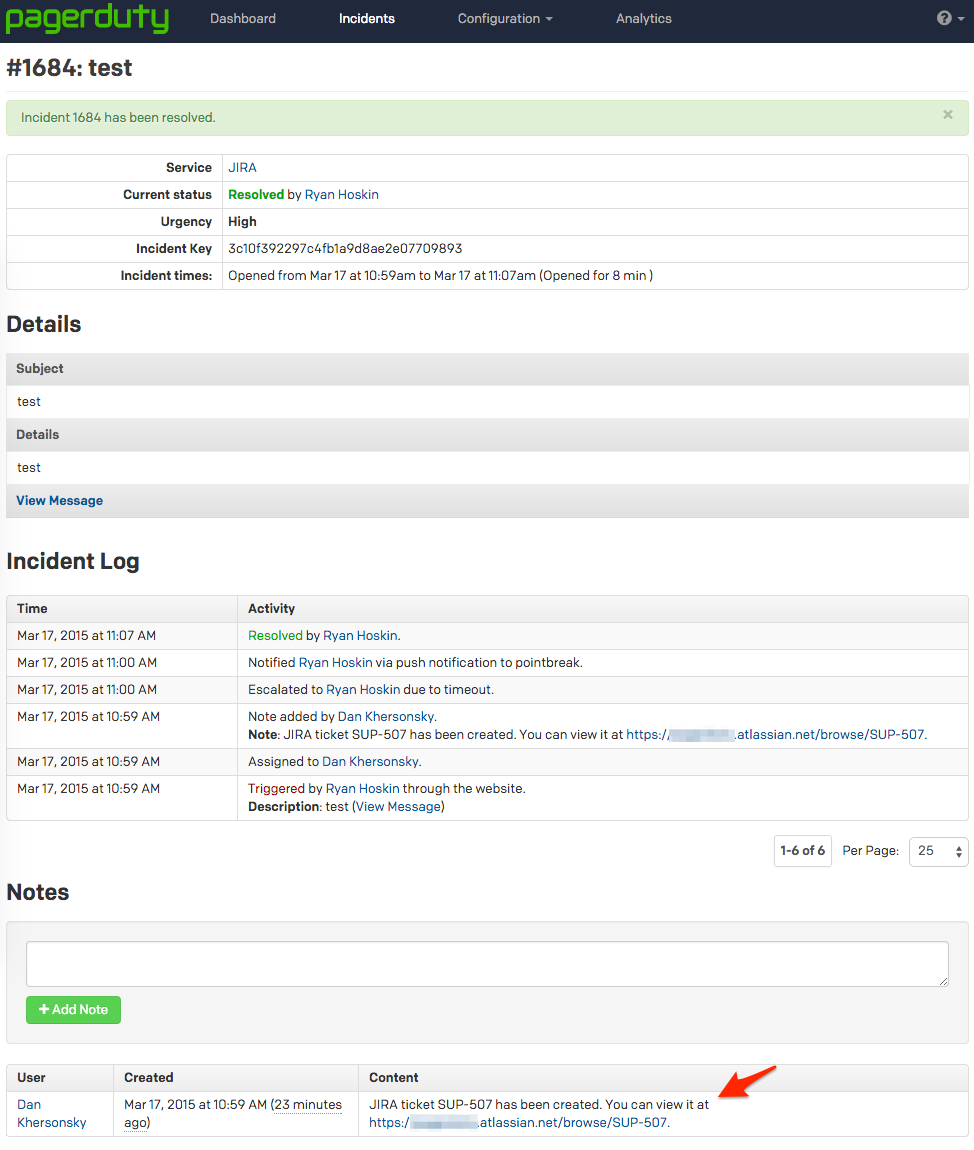 pagerduty Dashboard Incidents Configuration Analytics ?
#1684: test
Incident 1684 has been resolved. ×
Service JIRA
Current status Resolved by Ryan Hoskin
Urgency High
Incident Key 3c10f392297c4fb1a9d8ae2e07709893
Incident times: Opened from Mar 17 at 10:59am to Mar 17 at 11:07am (Opened for 8 min )
Details
Subject
test
Details
test
View Message
Incident Log
Time Activity
Mar 17, 2015 at 11:07 AM Resolved by Ryan Hoskin.
Mar 17, 2015 at 11:00 AM Notified Ryan Hoskin via push notification to pointbreak.
Mar 17, 2015 at 11:00 AM Escalated to Ryan Hoskin due to timeout.
Mar 17, 2015 at 10:59 AM Note added by Dan Khersonsky.
Note: JIRA ticket SUP-507 has been created. You can view it at https:/ .atlassian.net/browse/SUP-507.
Mar 17, 2015 at 10:59 AM Assigned to Dan Khersonsky.
Mar 17, 2015 at 10:59 AM Triggered by Ryan Hoskin through the website.
Description: test (View Message)
1-6 of 6 Per Page: 25
Notes
+ Add Note
User Created Content
Dan Mar 17, 2015 at 10:59 AM (23 minutes JIRA ticket SUP-507 has been created. You can view it at
Khersonsky ago) https:/ .atlassian.net/browse/SUP-507.